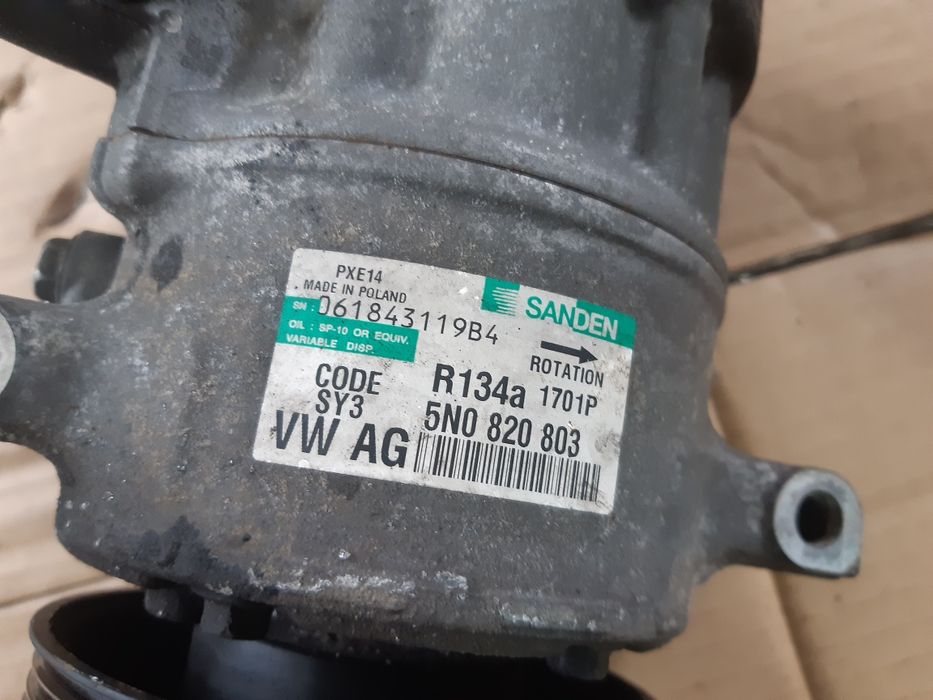 PXE14
MADE IN POLAND
SANDEN
SN : 061843119B4
OIL : SP-10 OR EQUIV.
VARIABLE DISP.
ROTATION
CODE R134a 1701P
SY3 5N0 820 803
VW AG